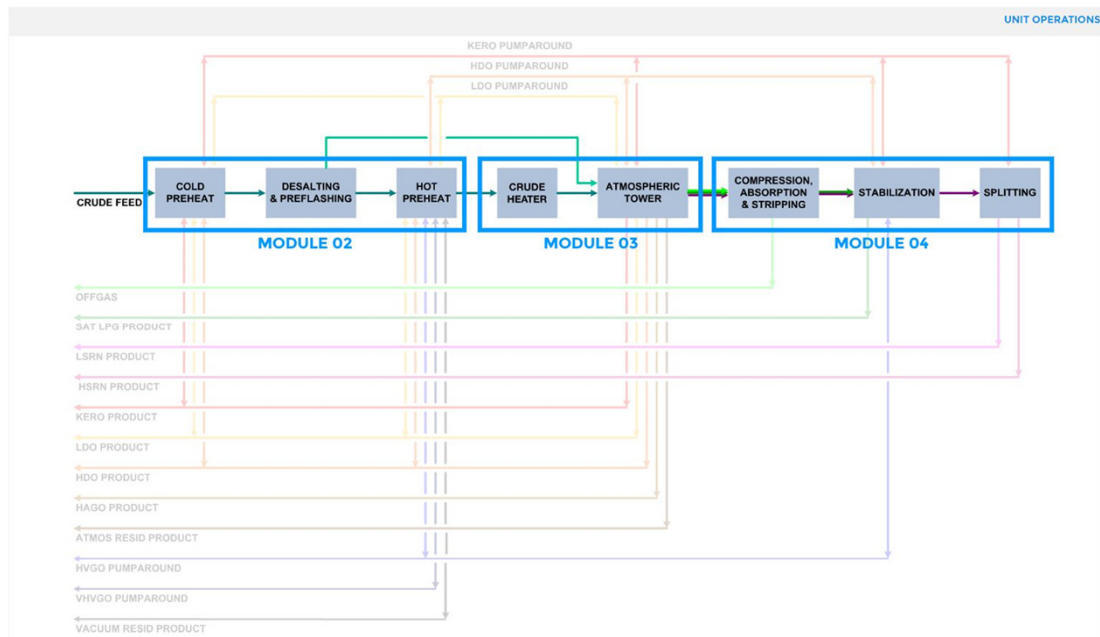 UNIT OPERATIONS
KERO PUMPAROUND
HDO PUMPAROUND
LDO PUMPAROUND
CRUDE FEED
COLD
PREHEAT
DESALTING
& PREFLASHING
HOT
PREHEAT
CRUDE
HEATER
ATMOSPHERIC
TOWER
COMPRESSION,
ABSORPTION
& STRIPPING
STABILIZATION
SPLITTING
MODULE 02
MODULE 03
MODULE 04
OFFGAS
SAT LPG PRODUCT
LSRN PRODUCT
HSRN PRODUCT
KERO PRODUCT
LDO PRODUCT
HDO PRODUCT
HAGO PRODUCT
ATMOS RESID PRODUCT
HVGO PUMPAROUND
VHVGO PUMPAROUND
VACUUM RESID PRODUCT